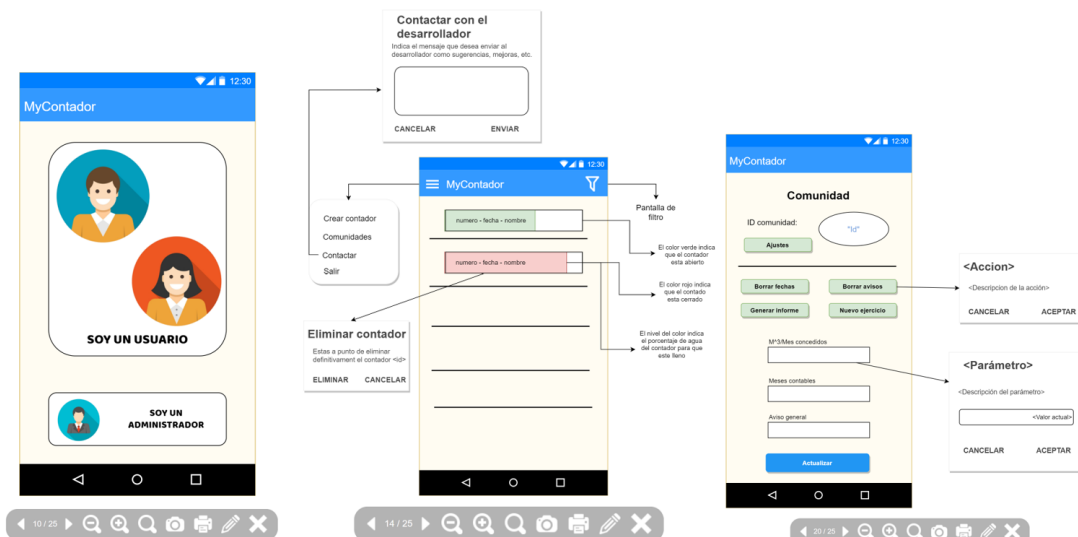 12:30
MyContador
SOY UN USUARIO
SOY UN
ADMINISTRADOR
10 / 25
Contactar con el
desarrollador
Indica el mensaje que desea enviar al
desarrollador como sugerencias, mejoras, etc.
CANCELAR ENVIAR
12:30
MyContador
Crear contador
Comunidades
Contactar
Salir
numero - fecha - nombre
numero - fecha - nombre
Pantalla de
filtro
El color verde indica
que el contador
esta abierto
El color rojo indica
que el contado
esta cerrado
El nivel del color indica
el porcentaje de agua
del contador para que
este lleno
Eliminar contador
Estas a punto de eliminar
definitivament el contador <id>
ELIMINAR CANCELAR
14 / 25
12:30
MyContador
Comunidad
ID comunidad:
"Id"
Ajustes
Borrar fechas Borrar avisos
Generar informe Nuevo ejercicio
M^3/Mes concedidos
Meses contables
Aviso general
Actualizar
<Accion>
<Descripcion de la acción>
CANCELAR ACEPTAR
<Parámetro>
<Descripción del parámetro>
<Valor actual>
CANCELAR ACEPTAR
20 / 25